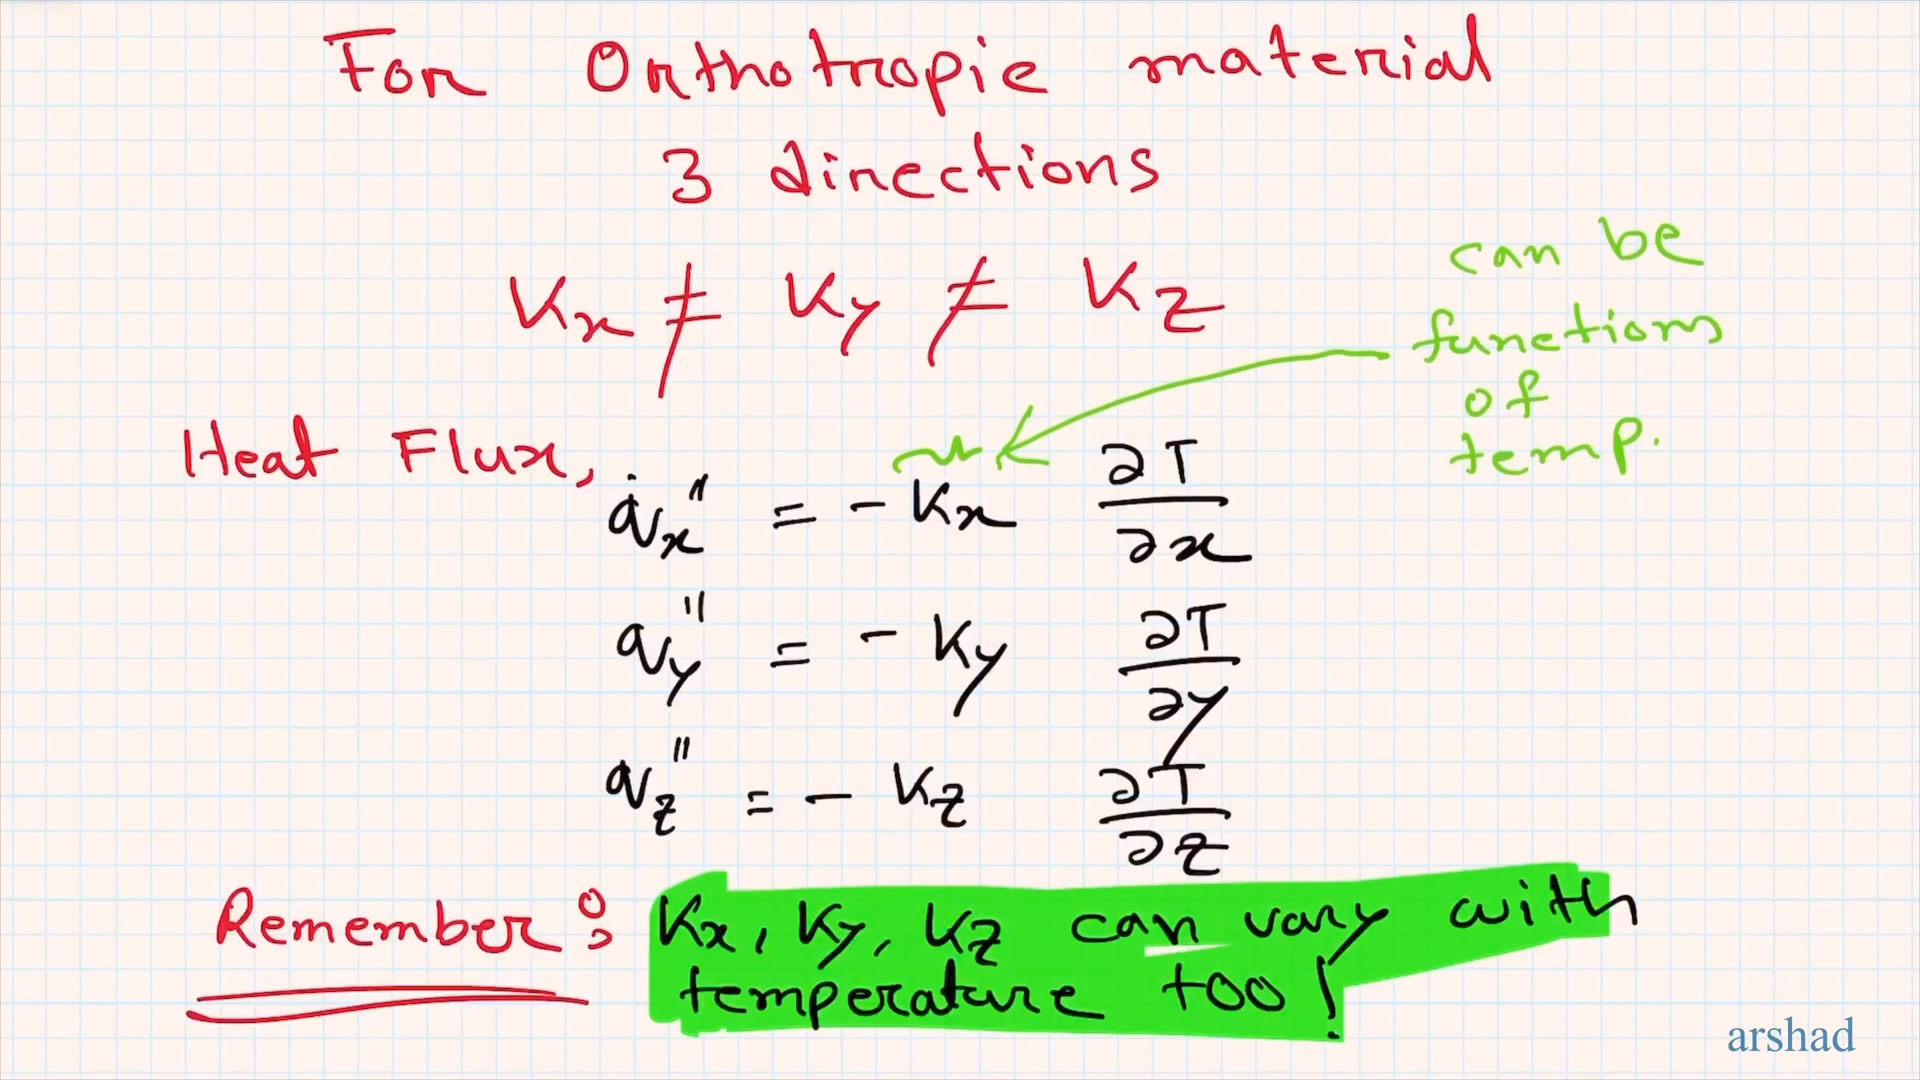 For Orthotropic material
3 directions
Kx ≠ Ky ≠ Kz
can be
functions
of
temp.
Heat Flux,
q̇x'' = - Kx ∂T/∂x
qy'' = - Ky ∂T/∂y
qz'' = - Kz ∂T/∂z
Remember: Kx, Ky, Kz can vary with
temperature too!
arshad